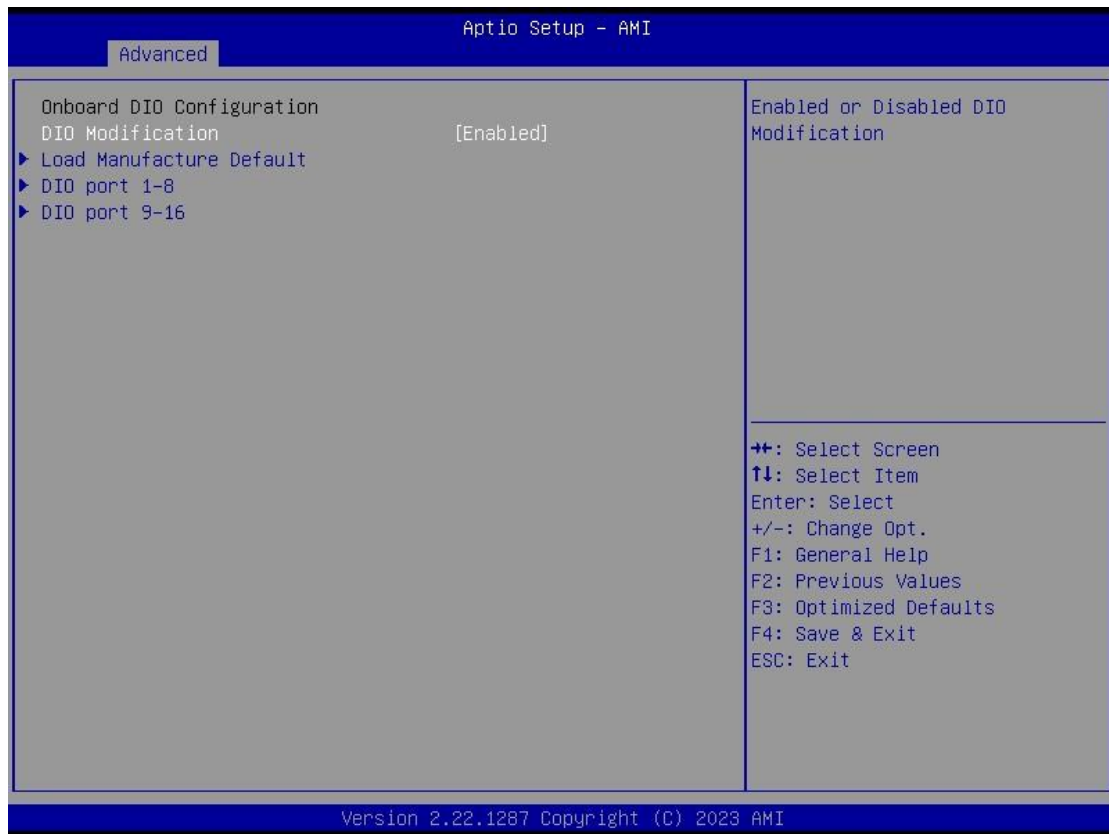 Aptio Setup - AMI
Advanced
Onboard DIO Configuration
DIO Modification [Enabled]
▶ Load Manufacture Default
▶ DIO port 1-8
▶ DIO port 9-16
Enabled or Disabled DIO
Modification
→←: Select Screen
↑↓: Select Item
Enter: Select
+/-: Change Opt.
F1: General Help
F2: Previous Values
F3: Optimized Defaults
F4: Save & Exit
ESC: Exit
Version 2.22.1287 Copyright (C) 2023 AMI